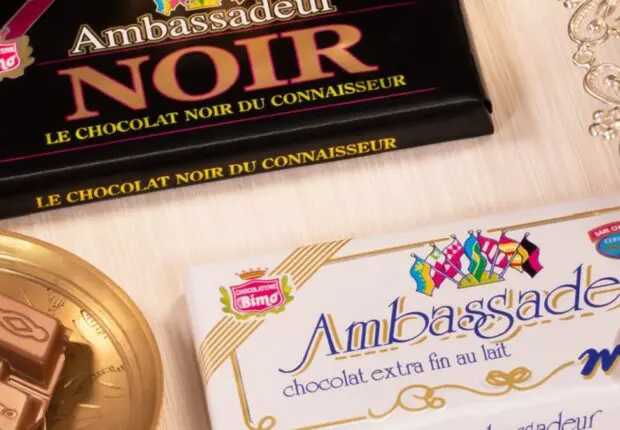 Ambassadeur
NOIR
LE CHOCOLAT NOIR DU CONNAISSEUR
LE CHOCOLAT NOIR DU CONNAISSEUR
CHOCOLATERIE
Bimo
Ambassade
chocolat extra fin au lait